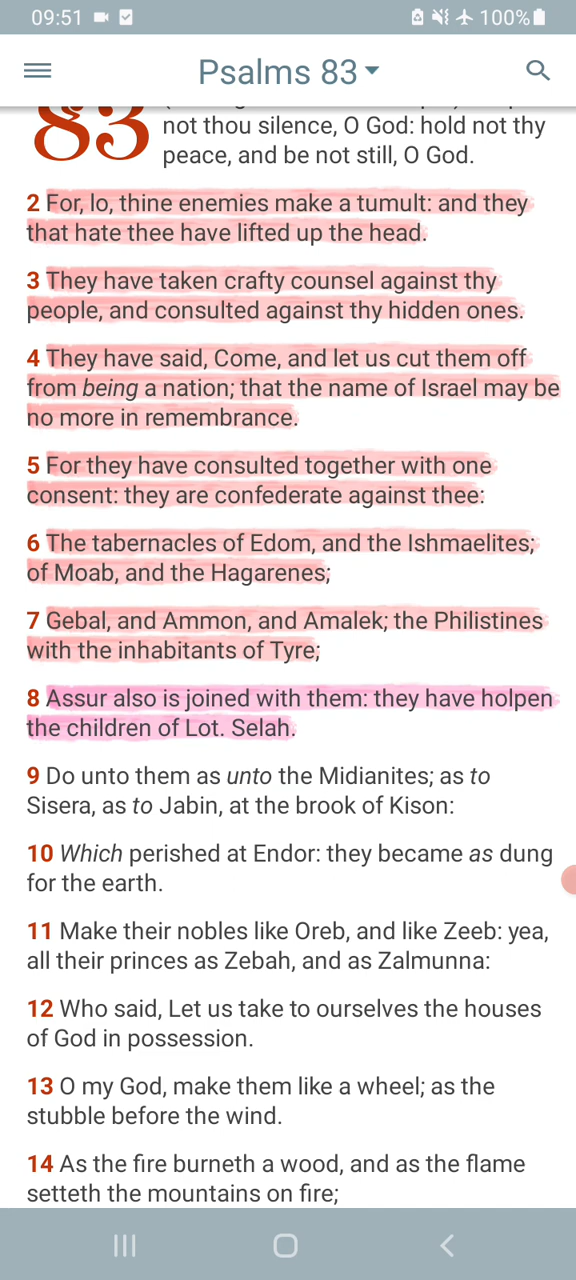 09:51 100%
Psalms 83
83 not thou silence, O God: hold not thy
peace, and be not still, O God.
2 For, lo, thine enemies make a tumult: and they
that hate thee have lifted up the head.
3 They have taken crafty counsel against thy
people, and consulted against thy hidden ones.
4 They have said, Come, and let us cut them off
from being a nation; that the name of Israel may be
no more in remembrance.
5 For they have consulted together with one
consent: they are confederate against thee:
6 The tabernacles of Edom, and the Ishmaelites;
of Moab, and the Hagarenes;
7 Gebal, and Ammon, and Amalek; the Philistines
with the inhabitants of Tyre;
8 Assur also is joined with them: they have holpen
the children of Lot. Selah.
9 Do unto them as unto the Midianites; as to
Sisera, as to Jabin, at the brook of Kison:
10 Which perished at Endor: they became as dung
for the earth.
11 Make their nobles like Oreb, and like Zeeb: yea,
all their princes as Zebah, and as Zalmunna:
12 Who said, Let us take to ourselves the houses
of God in possession.
13 O my God, make them like a wheel; as the
stubble before the wind.
14 As the fire burneth a wood, and as the flame
setteth the mountains on fire;